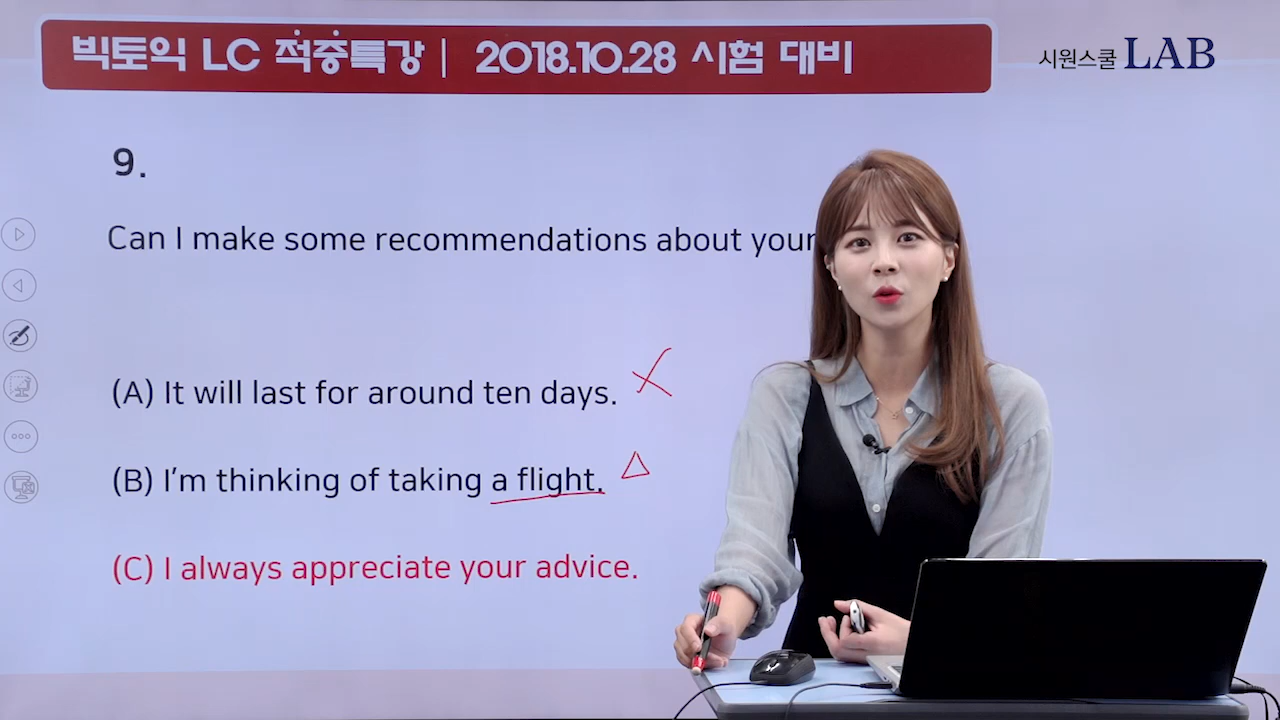 빅토익 LC 적중특강 | 2018.10.28 시험 대비
시원스쿨 LAB
9.
Can I make some recommendations about your
(A) It will last for around ten days.
(B) I'm thinking of taking a flight.
(C) I always appreciate your advice.